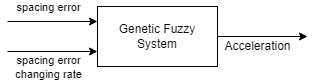 spacing error
Genetic Fuzzy
System
Acceleration
spacing error
changing rate